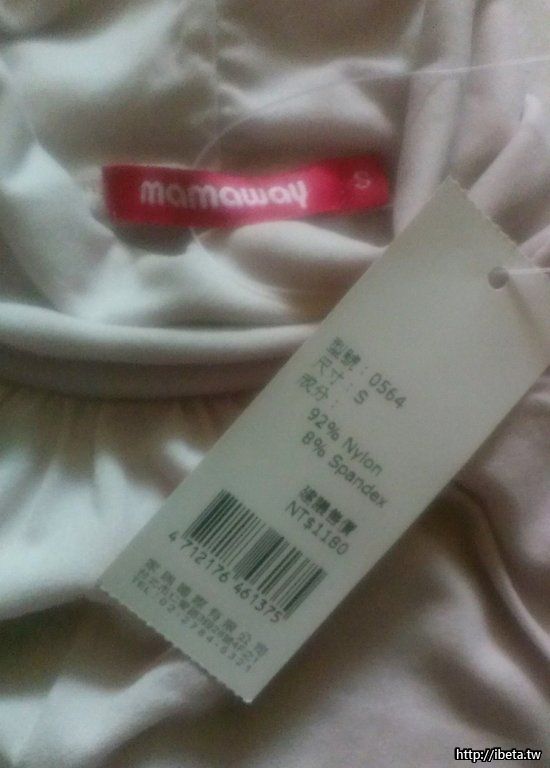 mamaway S
型號：0564
尺寸：S
成分：
92% Nylon
8% Spandex
建議售價
NT$1180
4 712176 461375
http://ibeta.tw